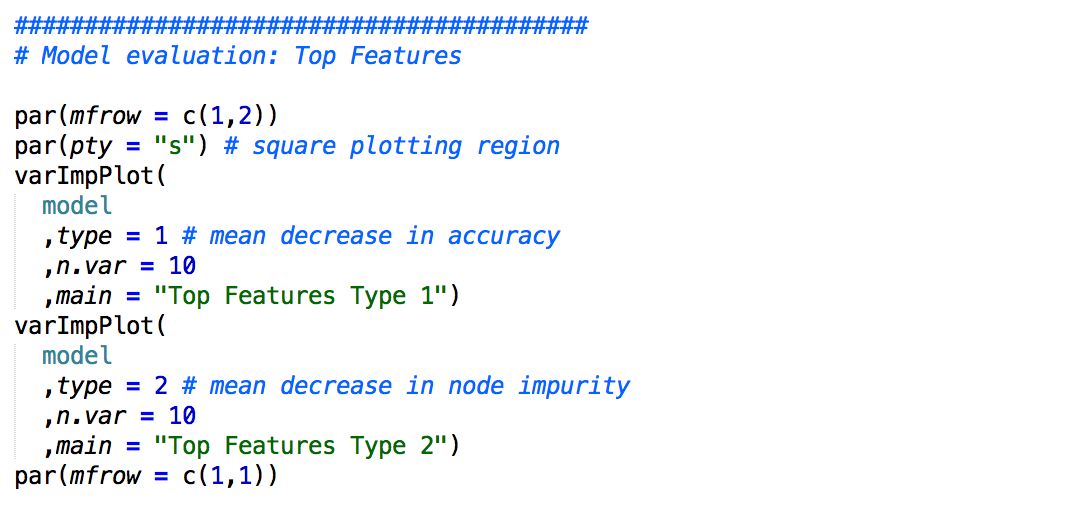 #########################################
# Model evaluation: Top Features
par(mfrow = c(1,2))
par(pty = "s") # square plotting region
varImpPlot(
model
,type = 1 # mean decrease in accuracy
,n.var = 10
,main = "Top Features Type 1")
varImpPlot(
model
,type = 2 # mean decrease in node impurity
,n.var = 10
,main = "Top Features Type 2")
par(mfrow = c(1,1))